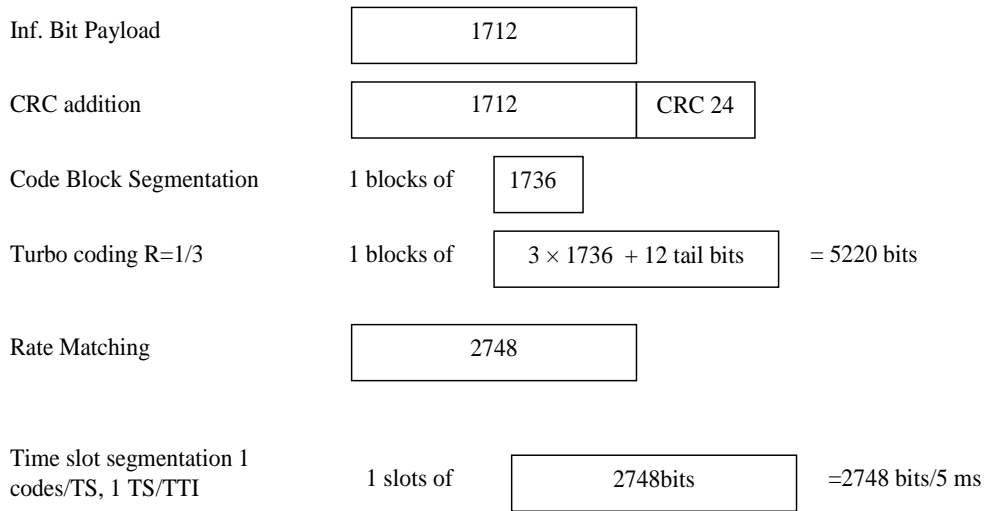 Inf. Bit Payload 1712
CRC addition 1712 CRC 24
Code Block Segmentation 1 blocks of 1736
Turbo coding R=1/3 1 blocks of 3 × 1736 + 12 tail bits = 5220 bits
Rate Matching 2748
Time slot segmentation 1
codes/TS, 1 TS/TTI 1 slots of 2748bits =2748 bits/5 ms